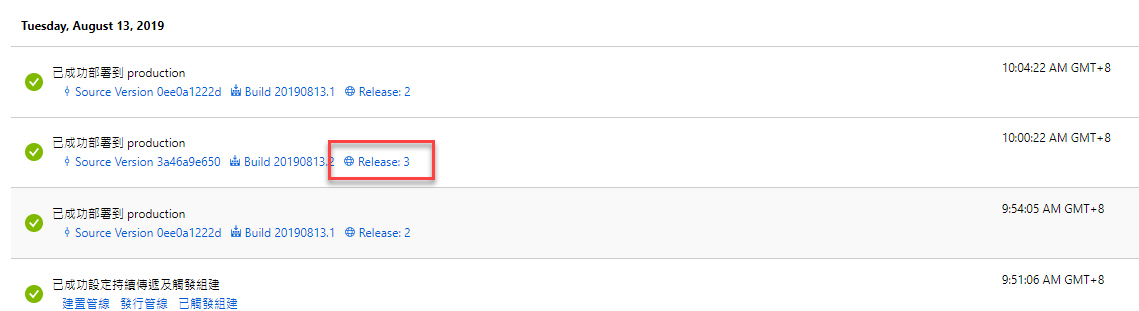 Tuesday, August 13, 2019
已成功部署到 production 10:04:22 AM GMT+8
Source Version 0ee0a1222d Build 20190813.1 Release: 2
已成功部署到 production 10:00:22 AM GMT+8
Source Version 3a46a9e650 Build 20190813.2 Release: 3
已成功部署到 production 9:54:05 AM GMT+8
Source Version 0ee0a1222d Build 20190813.1 Release: 2
已成功設定持續傳遞及觸發組建 9:51:06 AM GMT+8
建置管線 發行管線 已觸發組建